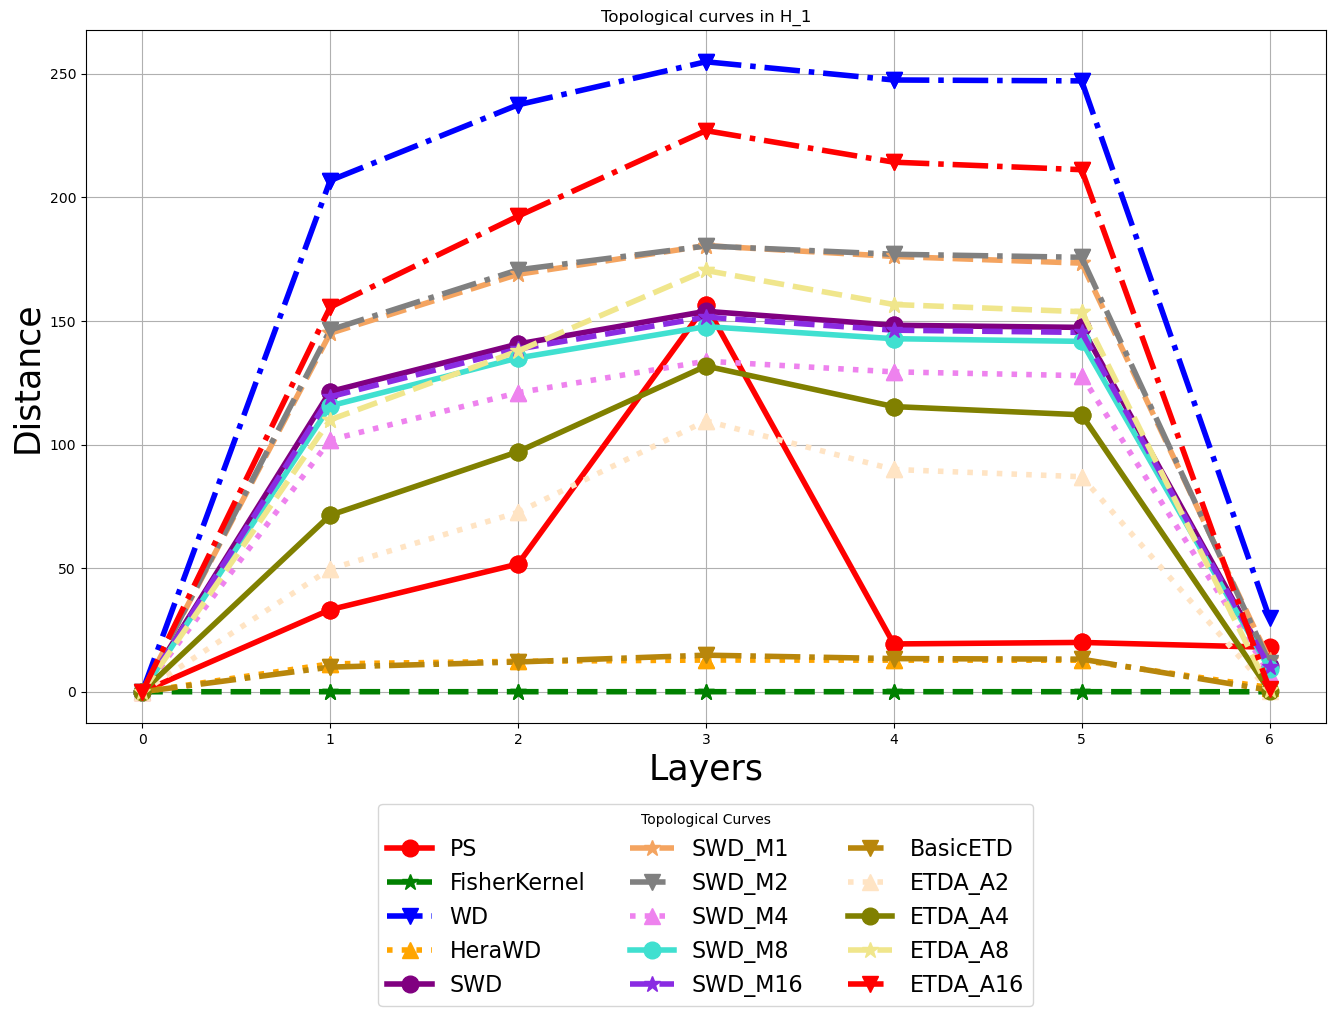 Topological curves in H_1
250
200
150
100
50
0
Distance
0 1 2 3 4 5 6
Layers
Topological Curves
PS
FisherKernel
WD
HeraWD
SWD
SWD_M1
SWD_M2
SWD_M4
SWD_M8
SWD_M16
BasicETD
ETDA_A2
ETDA_A4
ETDA_A8
ETDA_A16